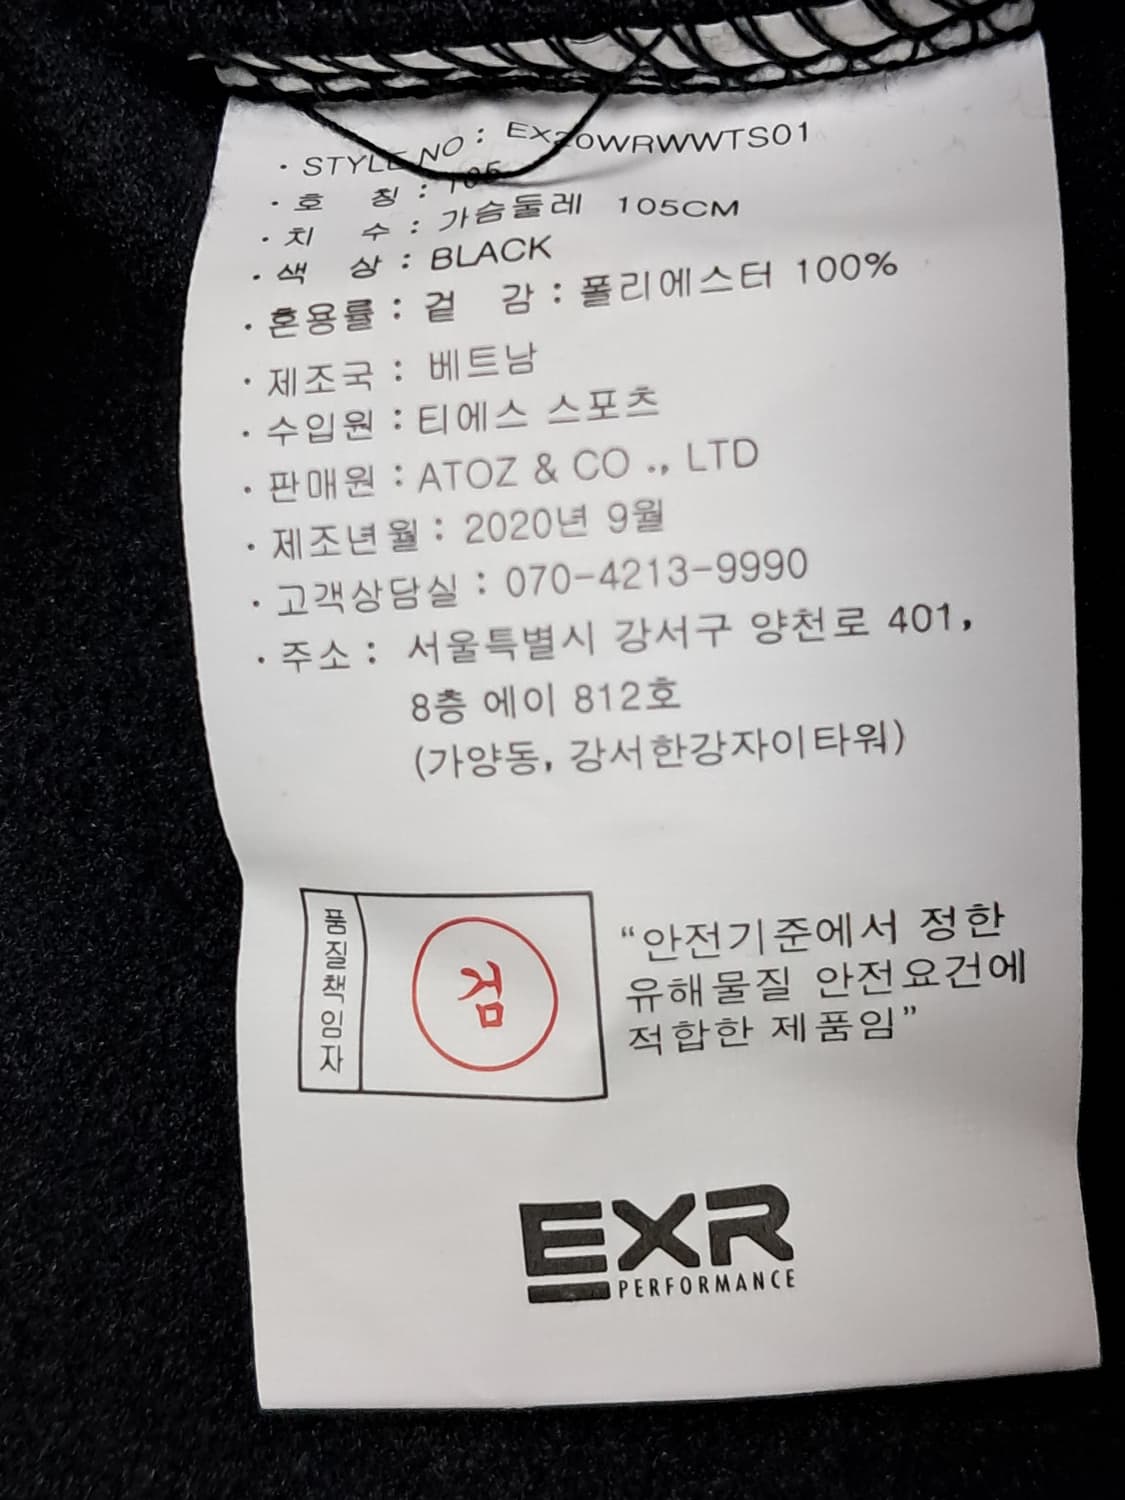 · STYLE NO : EX20WRWWTS01
· 호 칭 : 105
· 치 수 : 가슴둘레 105CM
· 색 상 : BLACK
· 혼용률 : 겉 감 : 폴리에스터 100%
· 제조국 : 베트남
· 수입원 : 티에스 스포츠
· 판매원 : ATOZ & CO ., LTD
· 제조년월 : 2020년 9월
· 고객상담실 : 070-4213-9990
· 주소 : 서울특별시 강서구 양천로 401,
8층 에이 812호
(가양동, 강서한강자이타워)
품질책임자
검
“안전기준에서 정한
유해물질 안전요건에
적합한 제품임”
EXR
PERFORMANCE